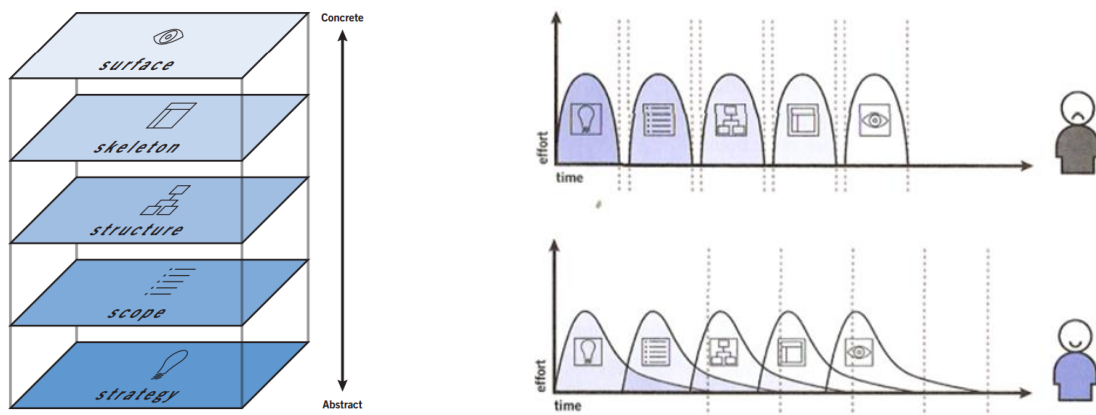 Concrete
surface
skeleton
structure
scope
strategy
Abstract
effort
time
effort
time